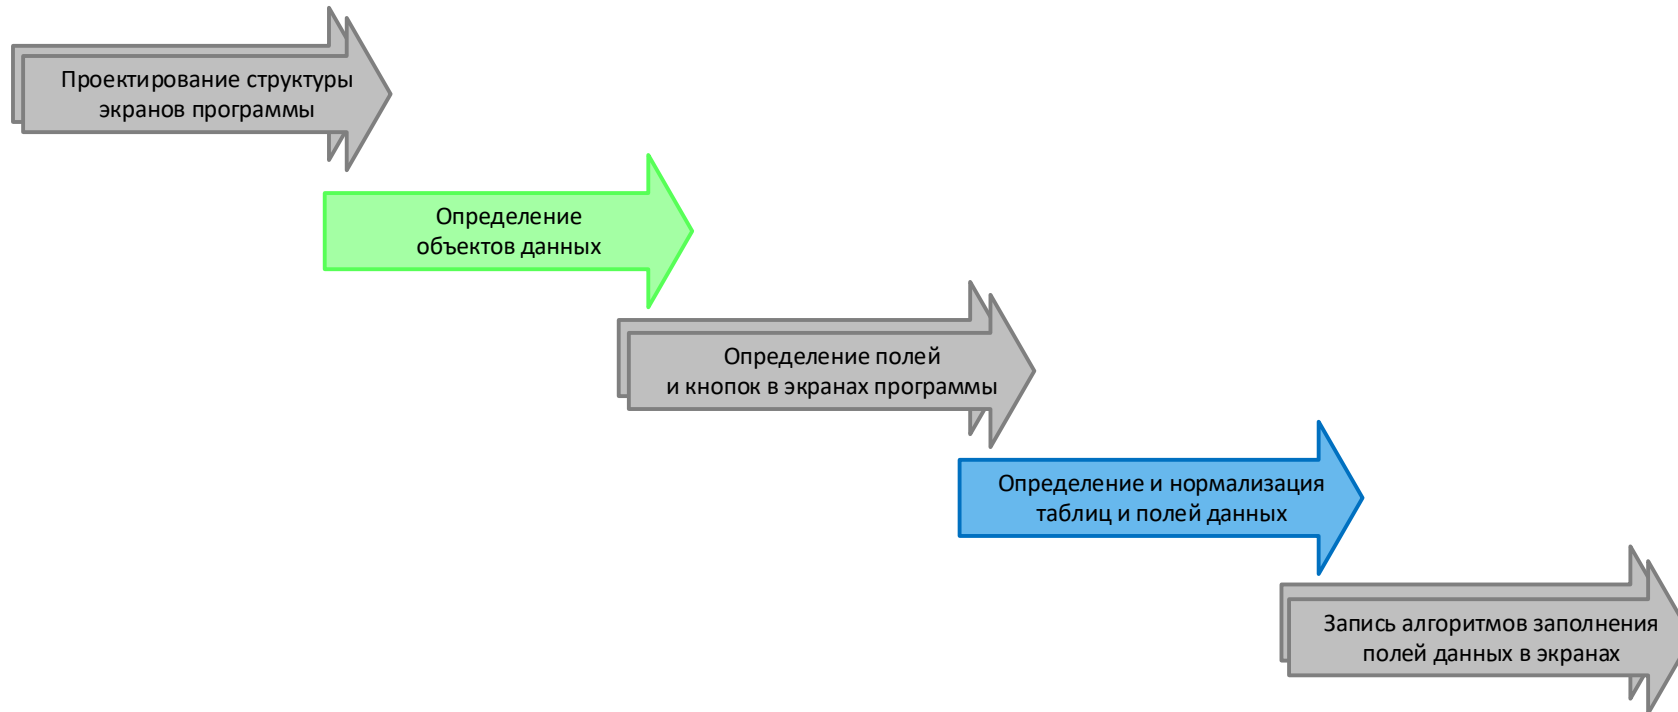 Проектирование структуры
экранов программы
Определение
объектов данных
Определение полей
и кнопок в экранах программы
Определение и нормализация
таблиц и полей данных
Запись алгоритмов заполнения
полей данных в экранах